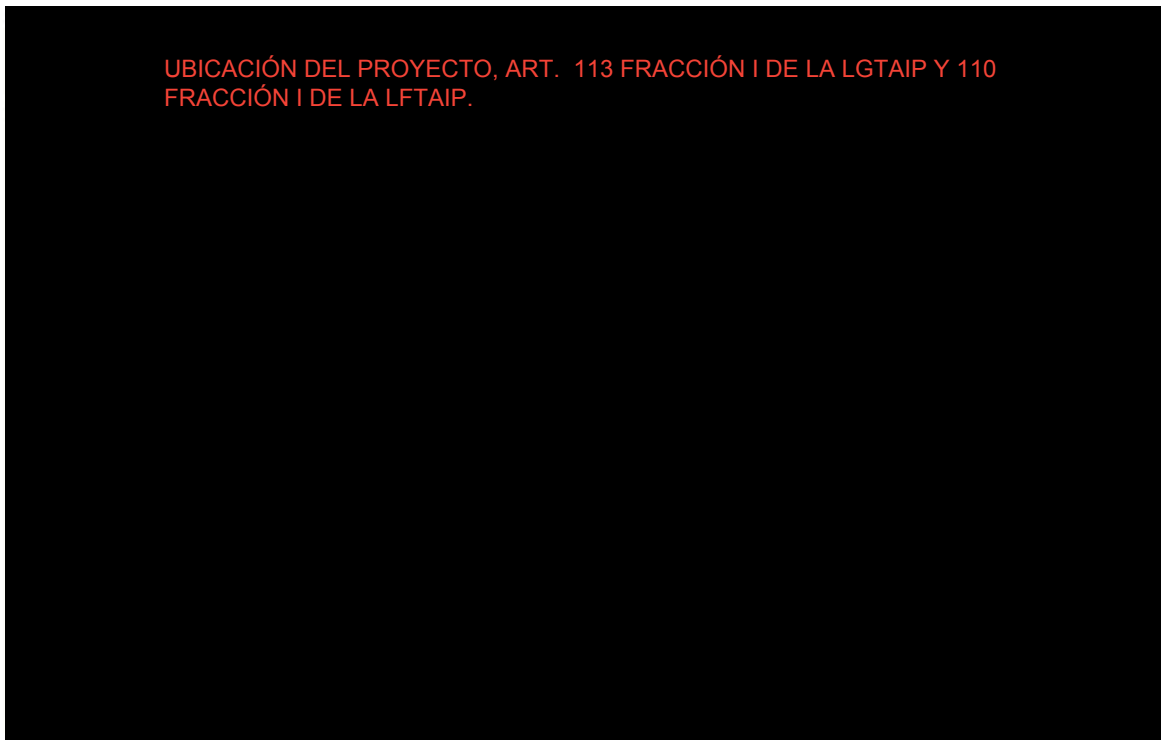 UBICACIÓN DEL PROYECTO, ART.  113 FRACCIÓN I DE LA LGTAIP Y 110
FRACCIÓN I DE LA LFTAIP.